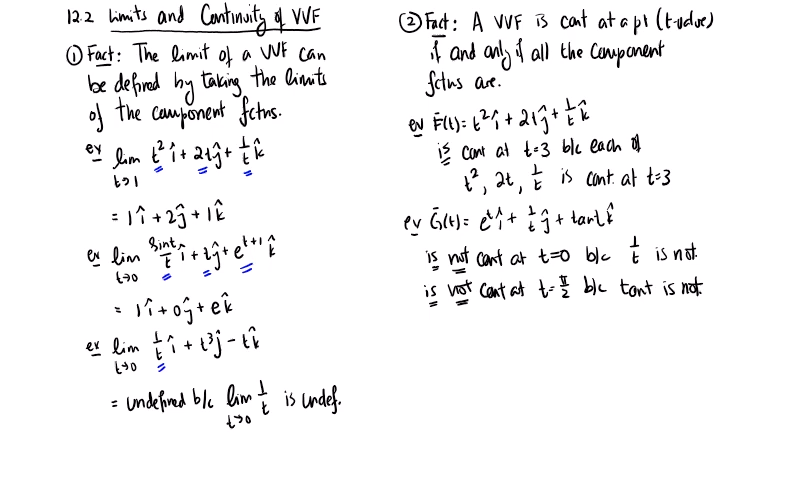 12.2 Limits and Continuity of VVF
① Fact: The limit of a VVF can
be defined by taking the limits
of the component fctns.
ex lim t→1 t² î + 2t ĵ + 1/t k̂
= 1î + 2ĵ + 1k̂
ex lim t→0 sint/t î + t ĵ + e^(t+1) k̂
= 1î + 0ĵ + e k̂
ex lim t→0 1/t î + t³ ĵ - t k̂
= undefined b/c lim t→0 1/t is undef.
② Fact: A VVF is cont at a pt (t-value)
if and only if all the component
fctns are.
ex F̄(t) = t² î + 2t ĵ + 1/t k̂
is cont at t=3 b/c each of
t², 2t, 1/t is cont. at t=3
ex Ḡ(t) = e^t î + 1/t ĵ + tant k̂
is not cont at t=0 b/c 1/t is not.
is not cont at t=π/2 b/c tant is not.